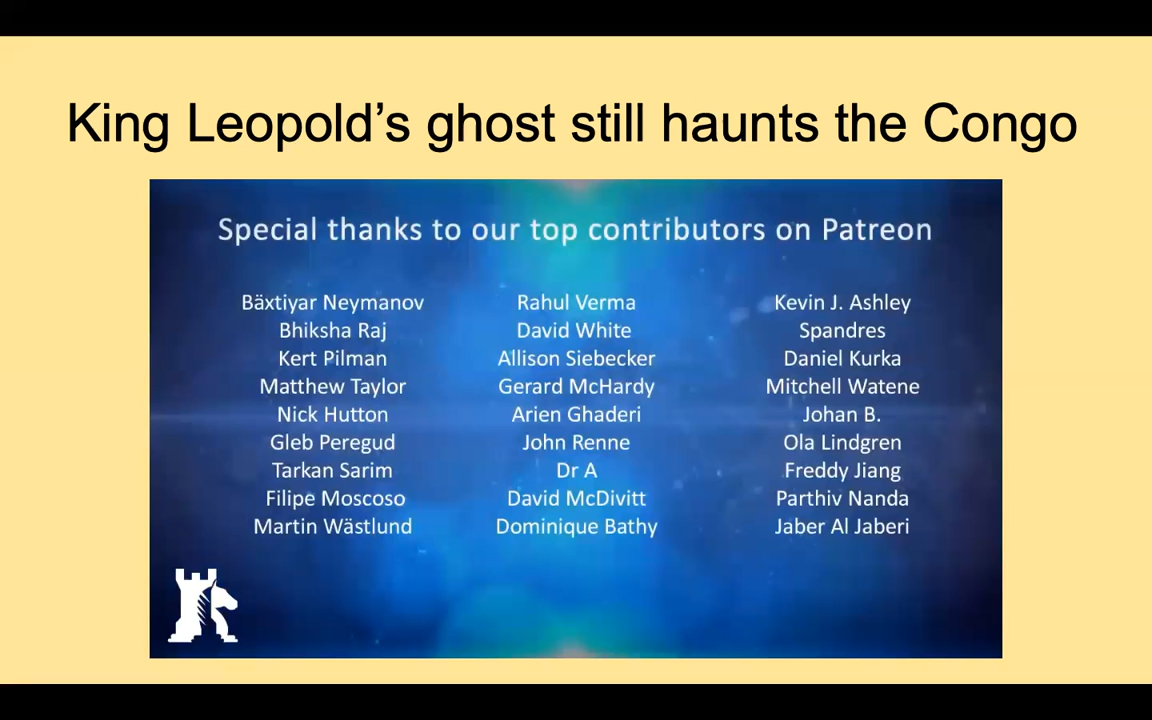 King Leopold’s ghost still haunts the Congo
Special thanks to our top contributors on Patreon
Bäxtiyar Neymanov
Bhiksha Raj
Kert Pilman
Matthew Taylor
Nick Hutton
Gleb Peregud
Tarkan Sarim
Filipe Moscoso
Martin Wästlund
Rahul Verma
David White
Allison Siebecker
Gerard McHardy
Arien Ghaderi
John Renne
Dr A
David McDivitt
Dominique Bathy
Kevin J. Ashley
Spandres
Daniel Kurka
Mitchell Watene
Johan B.
Ola Lindgren
Freddy Jiang
Parthiv Nanda
Jaber Al Jaberi